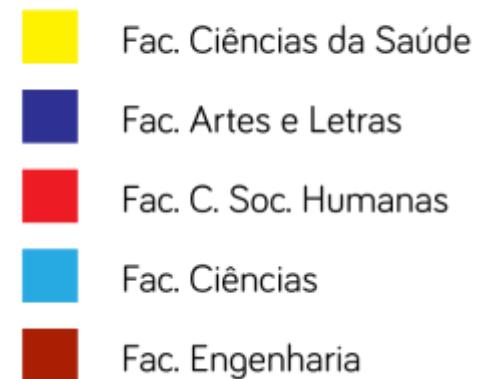 Fac. Ciências da Saúde
Fac. Artes e Letras
Fac. C. Soc. Humanas
Fac. Ciências
Fac. Engenharia